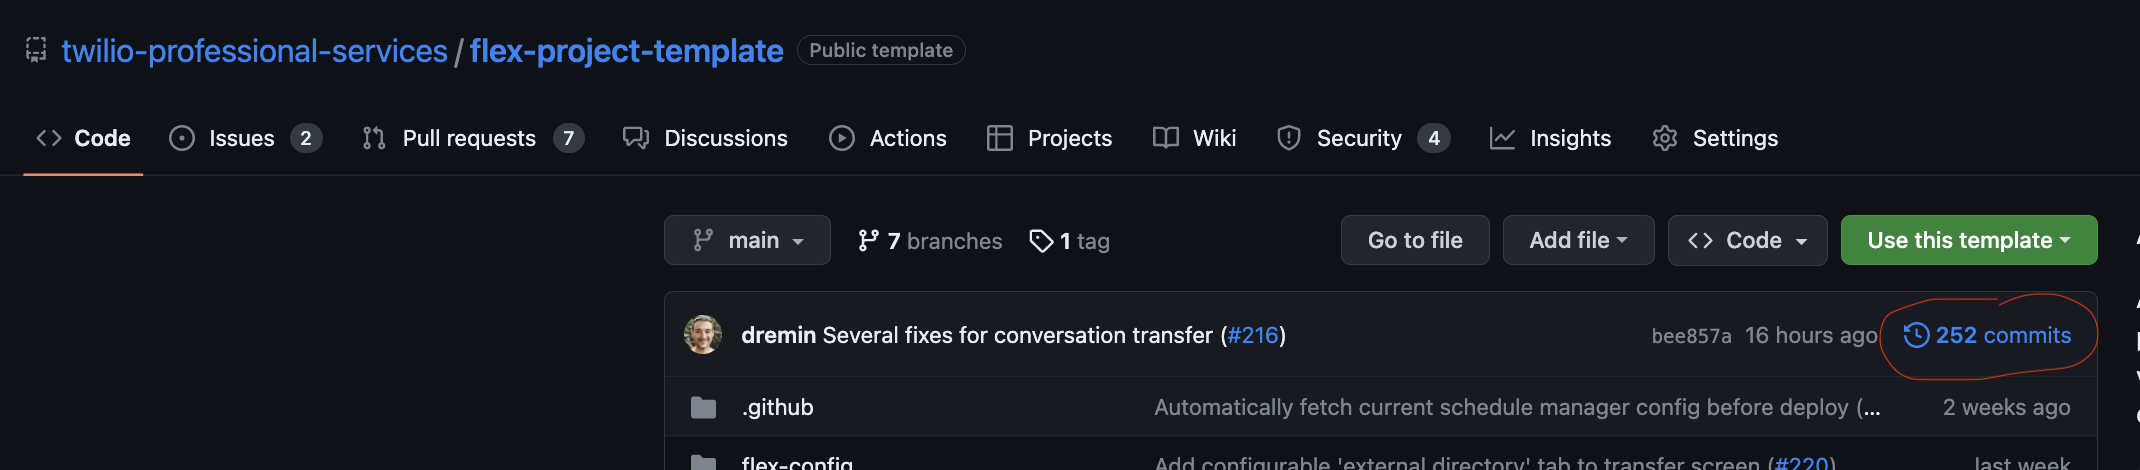 twilio-professional-services / flex-project-template Public template
Code Issues 2 Pull requests 7 Discussions Actions Projects Wiki Security 4 Insights Settings
main 7 branches 1 tag Go to file Add file Code Use this template
dremin Several fixes for conversation transfer (#216) bee857a 16 hours ago 252 commits
.github Automatically fetch current schedule manager config before deploy (... 2 weeks ago
flex-config Add configurable 'external directory' tab to transfer screen (#220) last week